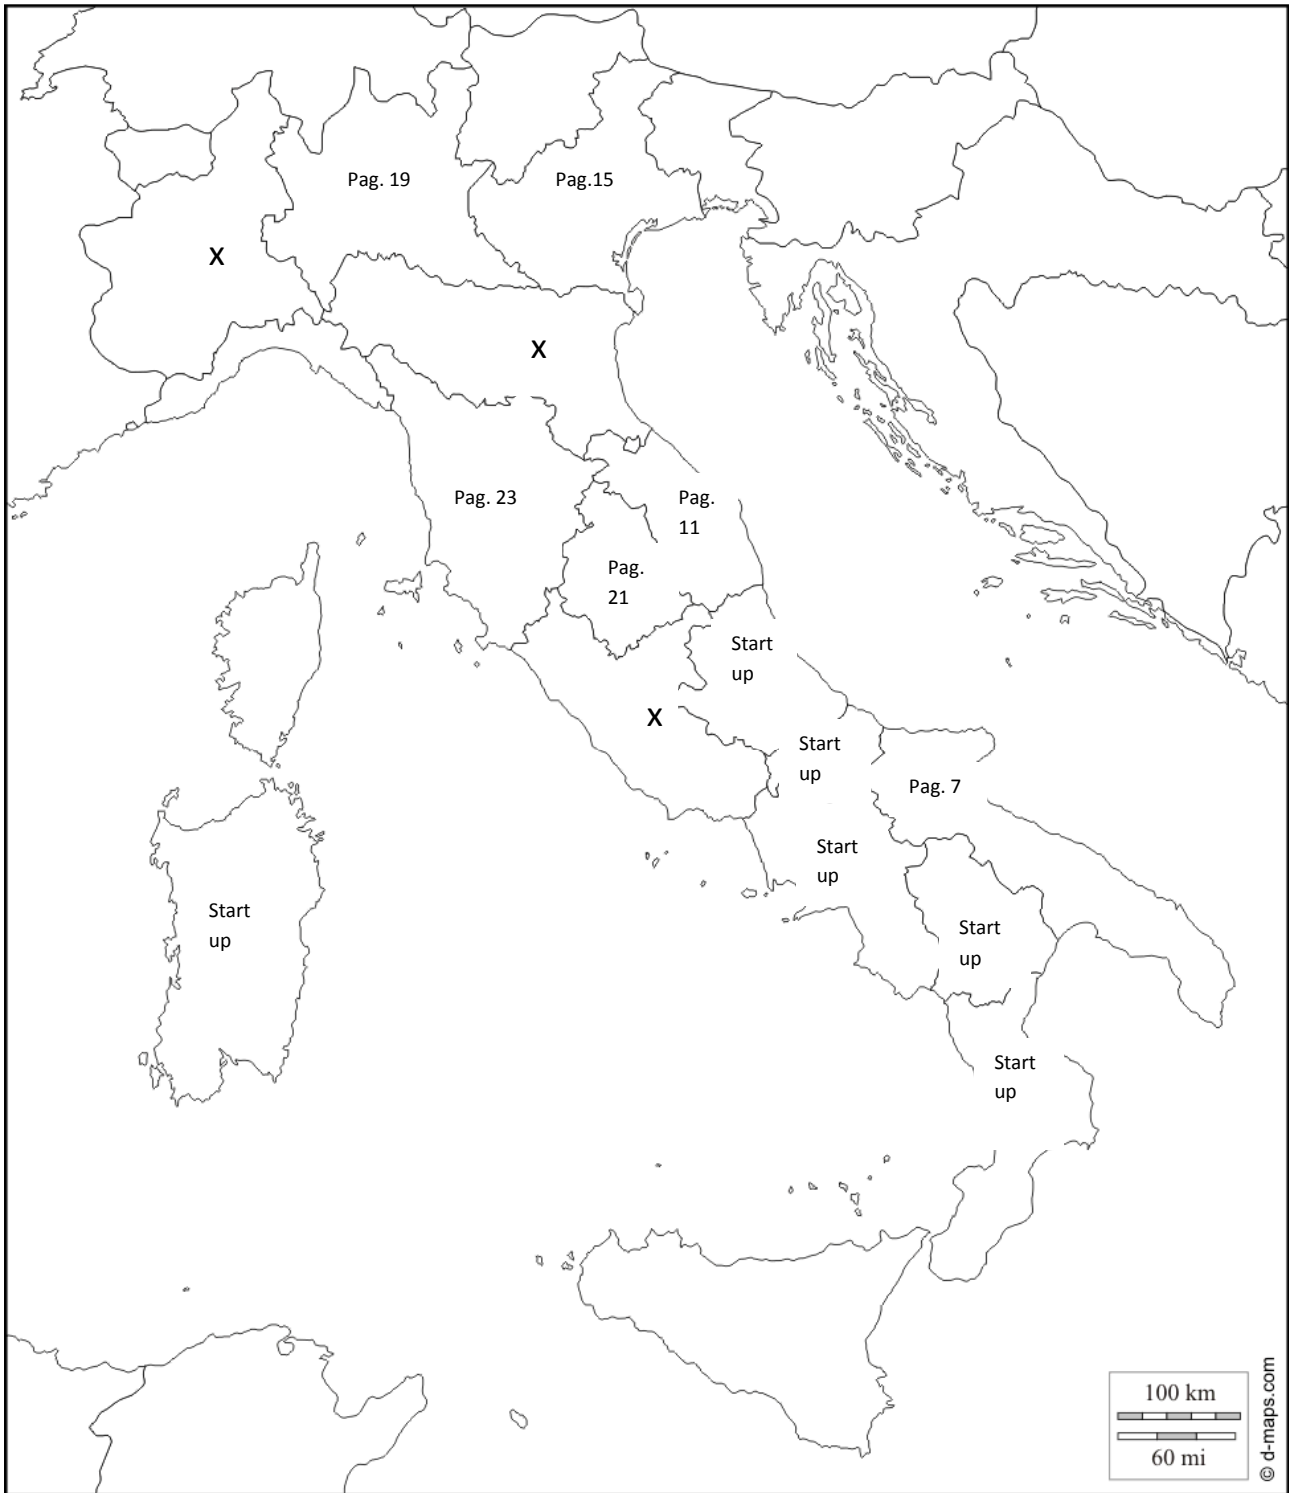 Pag. 19
Pag.15
X
X
Pag. 23
Pag.
11
Pag.
21
Start
up
X
Start
up
Pag. 7
Start
up
Start
up
Start
up
Start
up
100 km
60 mi
© d-maps.com